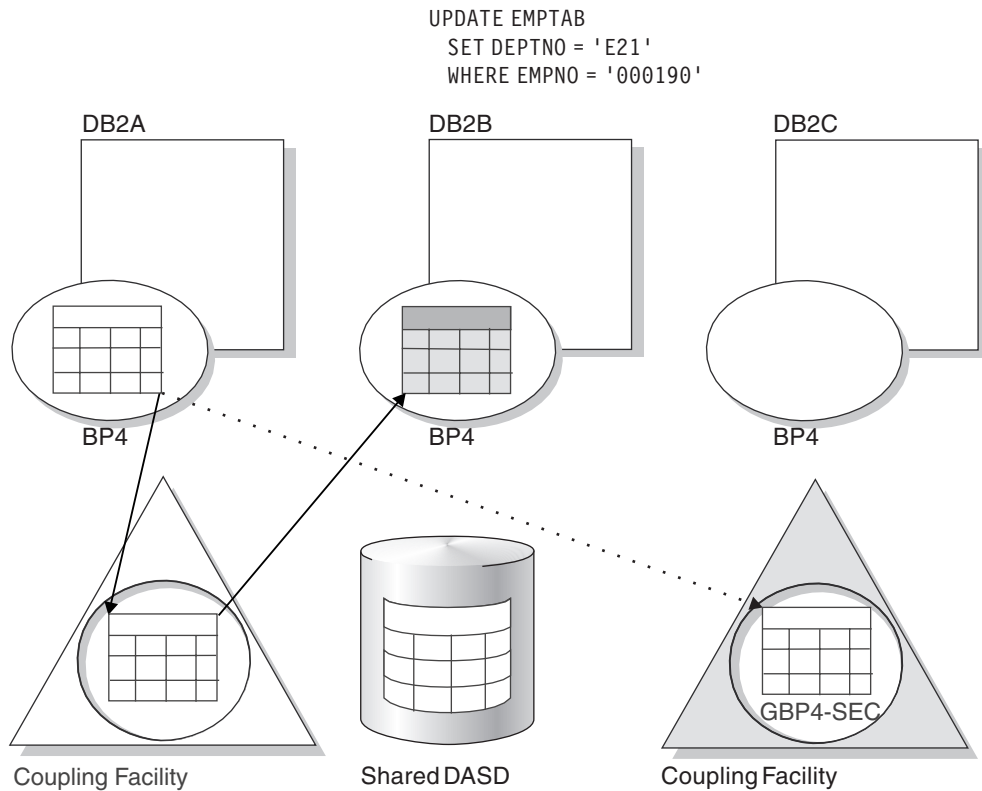 UPDATE EMPTAB
SET DEPTNO = 'E21'
WHERE EMPNO = '000190'
DB2A
DB2B
DB2C
BP4
BP4
BP4
GBP4-SEC
Coupling Facility
Shared DASD
Coupling Facility